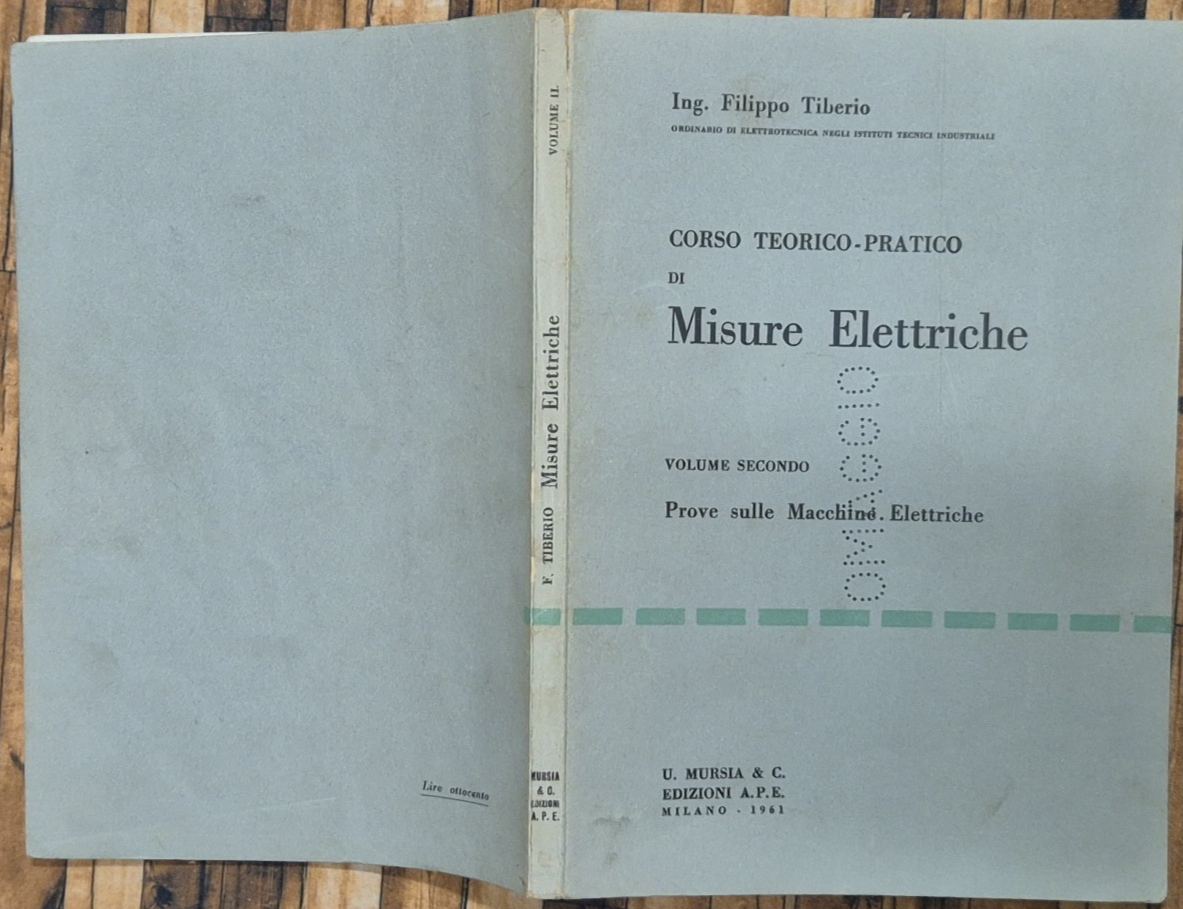 Ing. Filippo Tiberio
ORDINARIO DI ELETTROTECNICA NEGLI ISTITUTI TECNICI INDUSTRIALI
CORSO TEORICO-PRATICO
DI
Misure Elettriche
OMAGGIO
VOLUME SECONDO
Prove sulle Macchine Elettriche
U. MURSIA & C.
EDIZIONI A.P.E.
MILANO - 1961
VOLUME II.
F. TIBERIO Misure Elettriche
MURSIA
& C.
EDIZIONI
A. P. E.
Lire ottocento